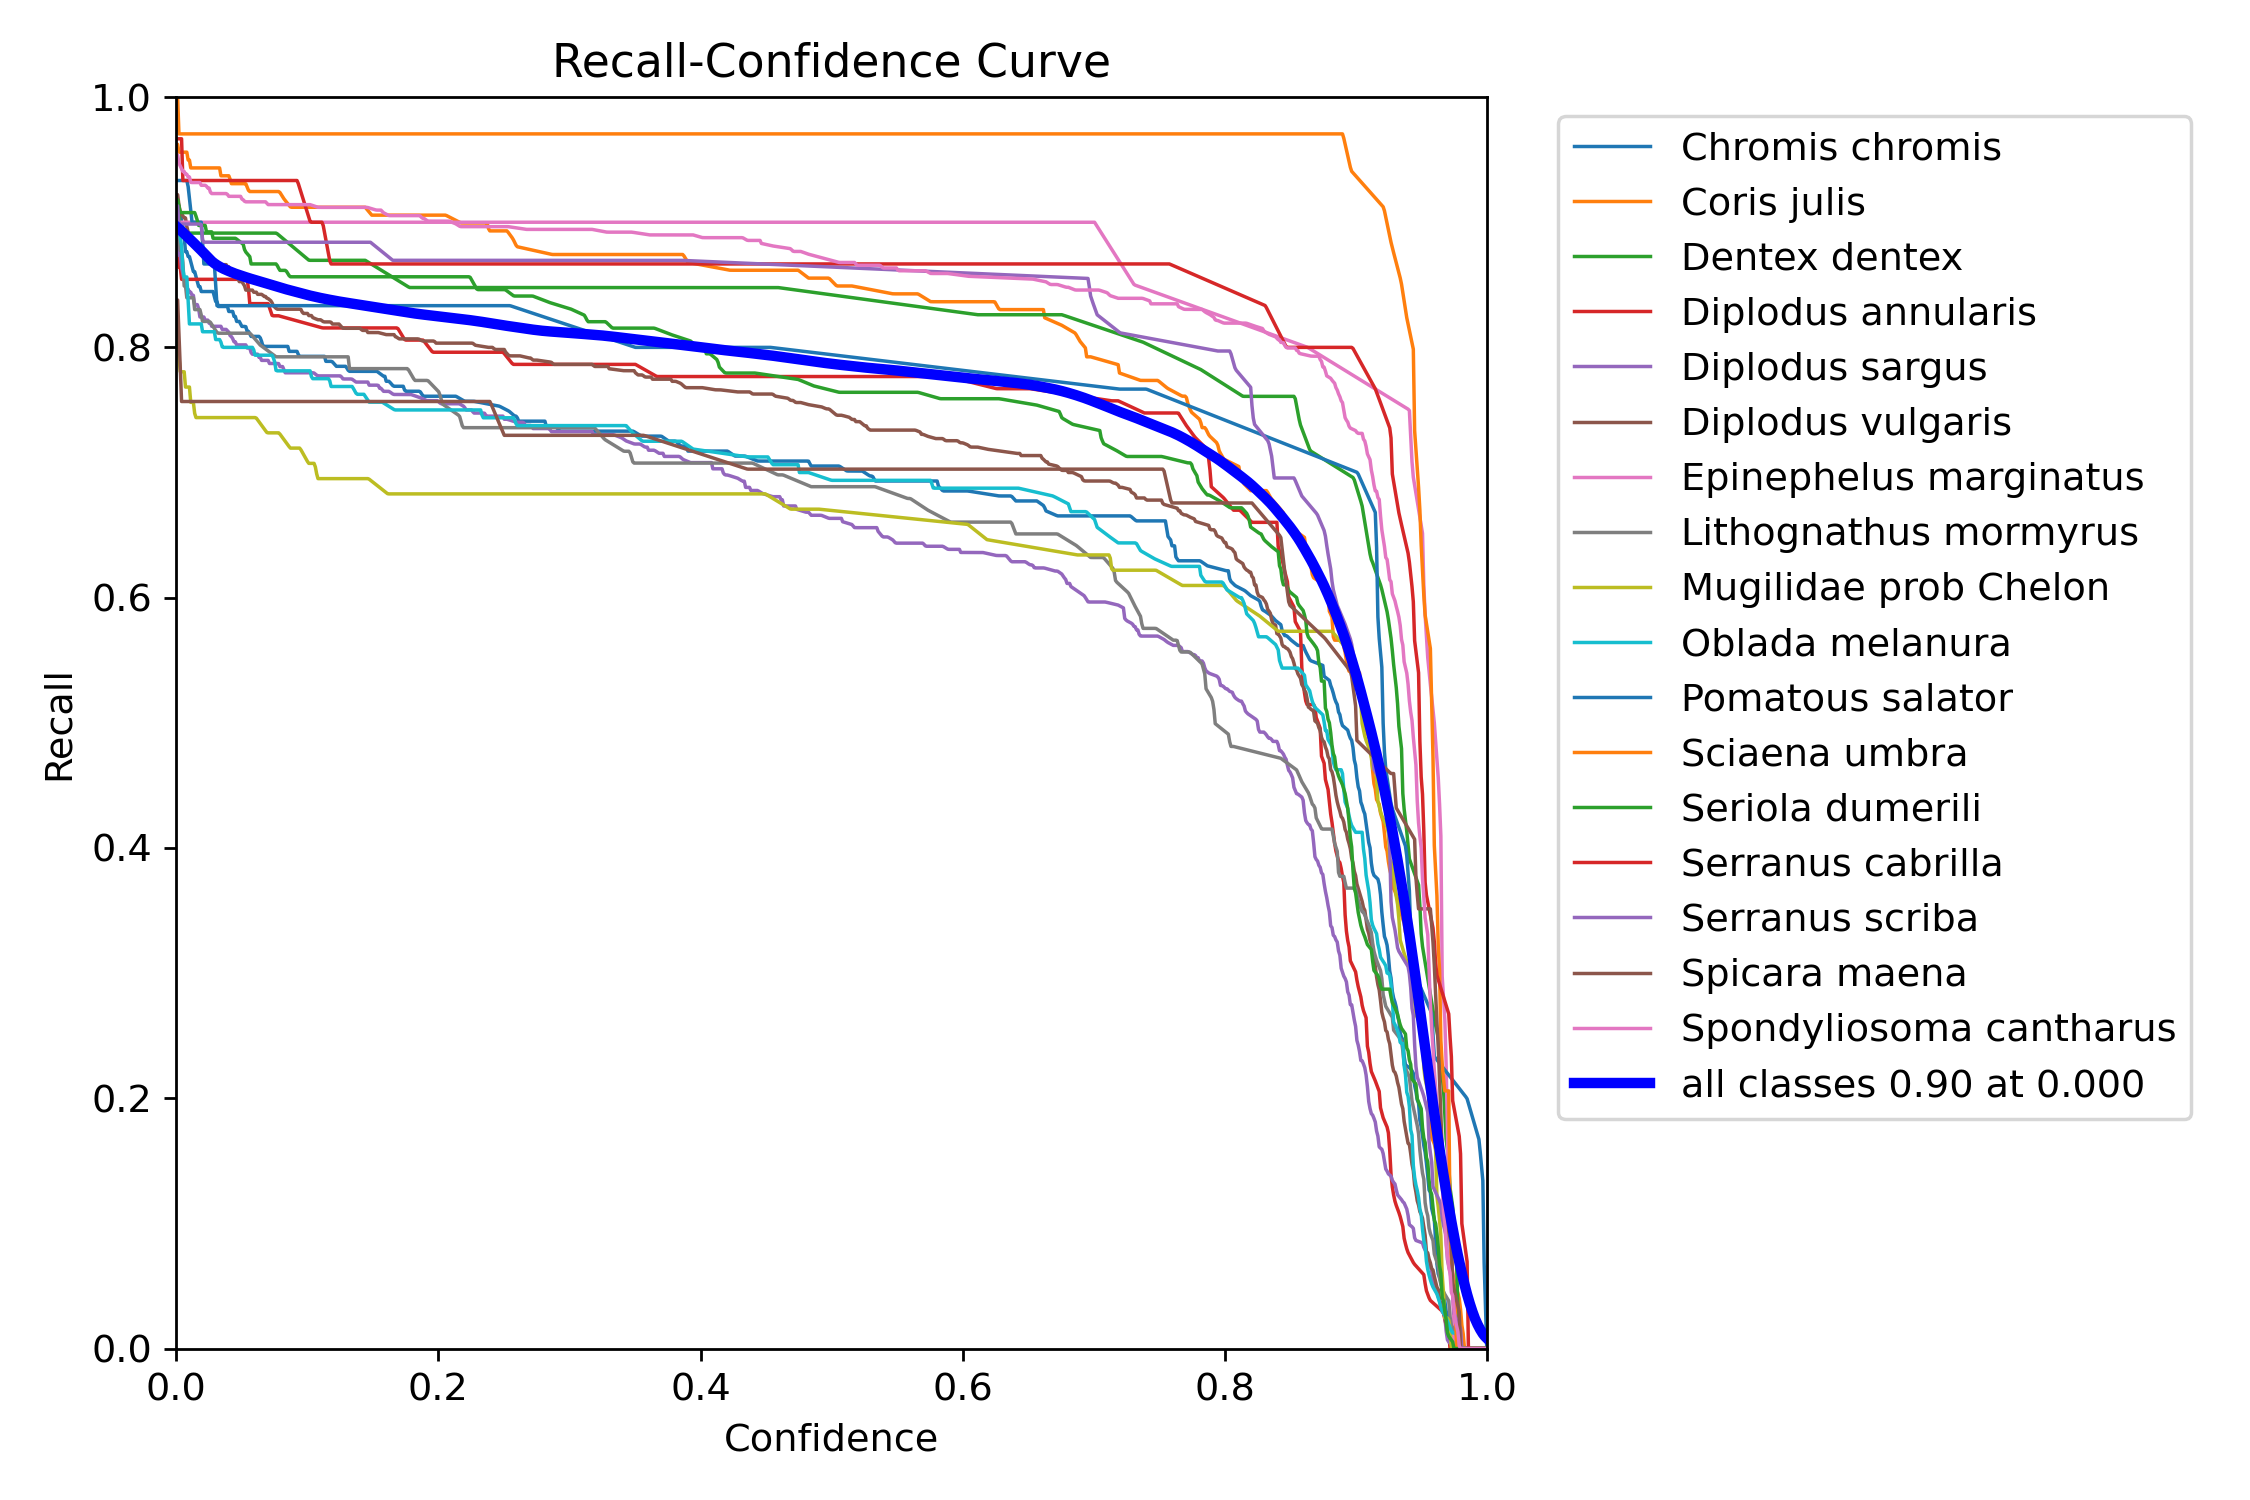 Recall-Confidence Curve
1.0
0.8
0.6
0.4
0.2
0.0
Recall
0.0 0.2 0.4 0.6 0.8 1.0
Confidence
Chromis chromis
Coris julis
Dentex dentex
Diplodus annularis
Diplodus sargus
Diplodus vulgaris
Epinephelus marginatus
Lithognathus mormyrus
Mugilidae prob Chelon
Oblada melanura
Pomatous salator
Sciaena umbra
Seriola dumerili
Serranus cabrilla
Serranus scriba
Spicara maena
Spondyliosoma cantharus
all classes 0.90 at 0.000